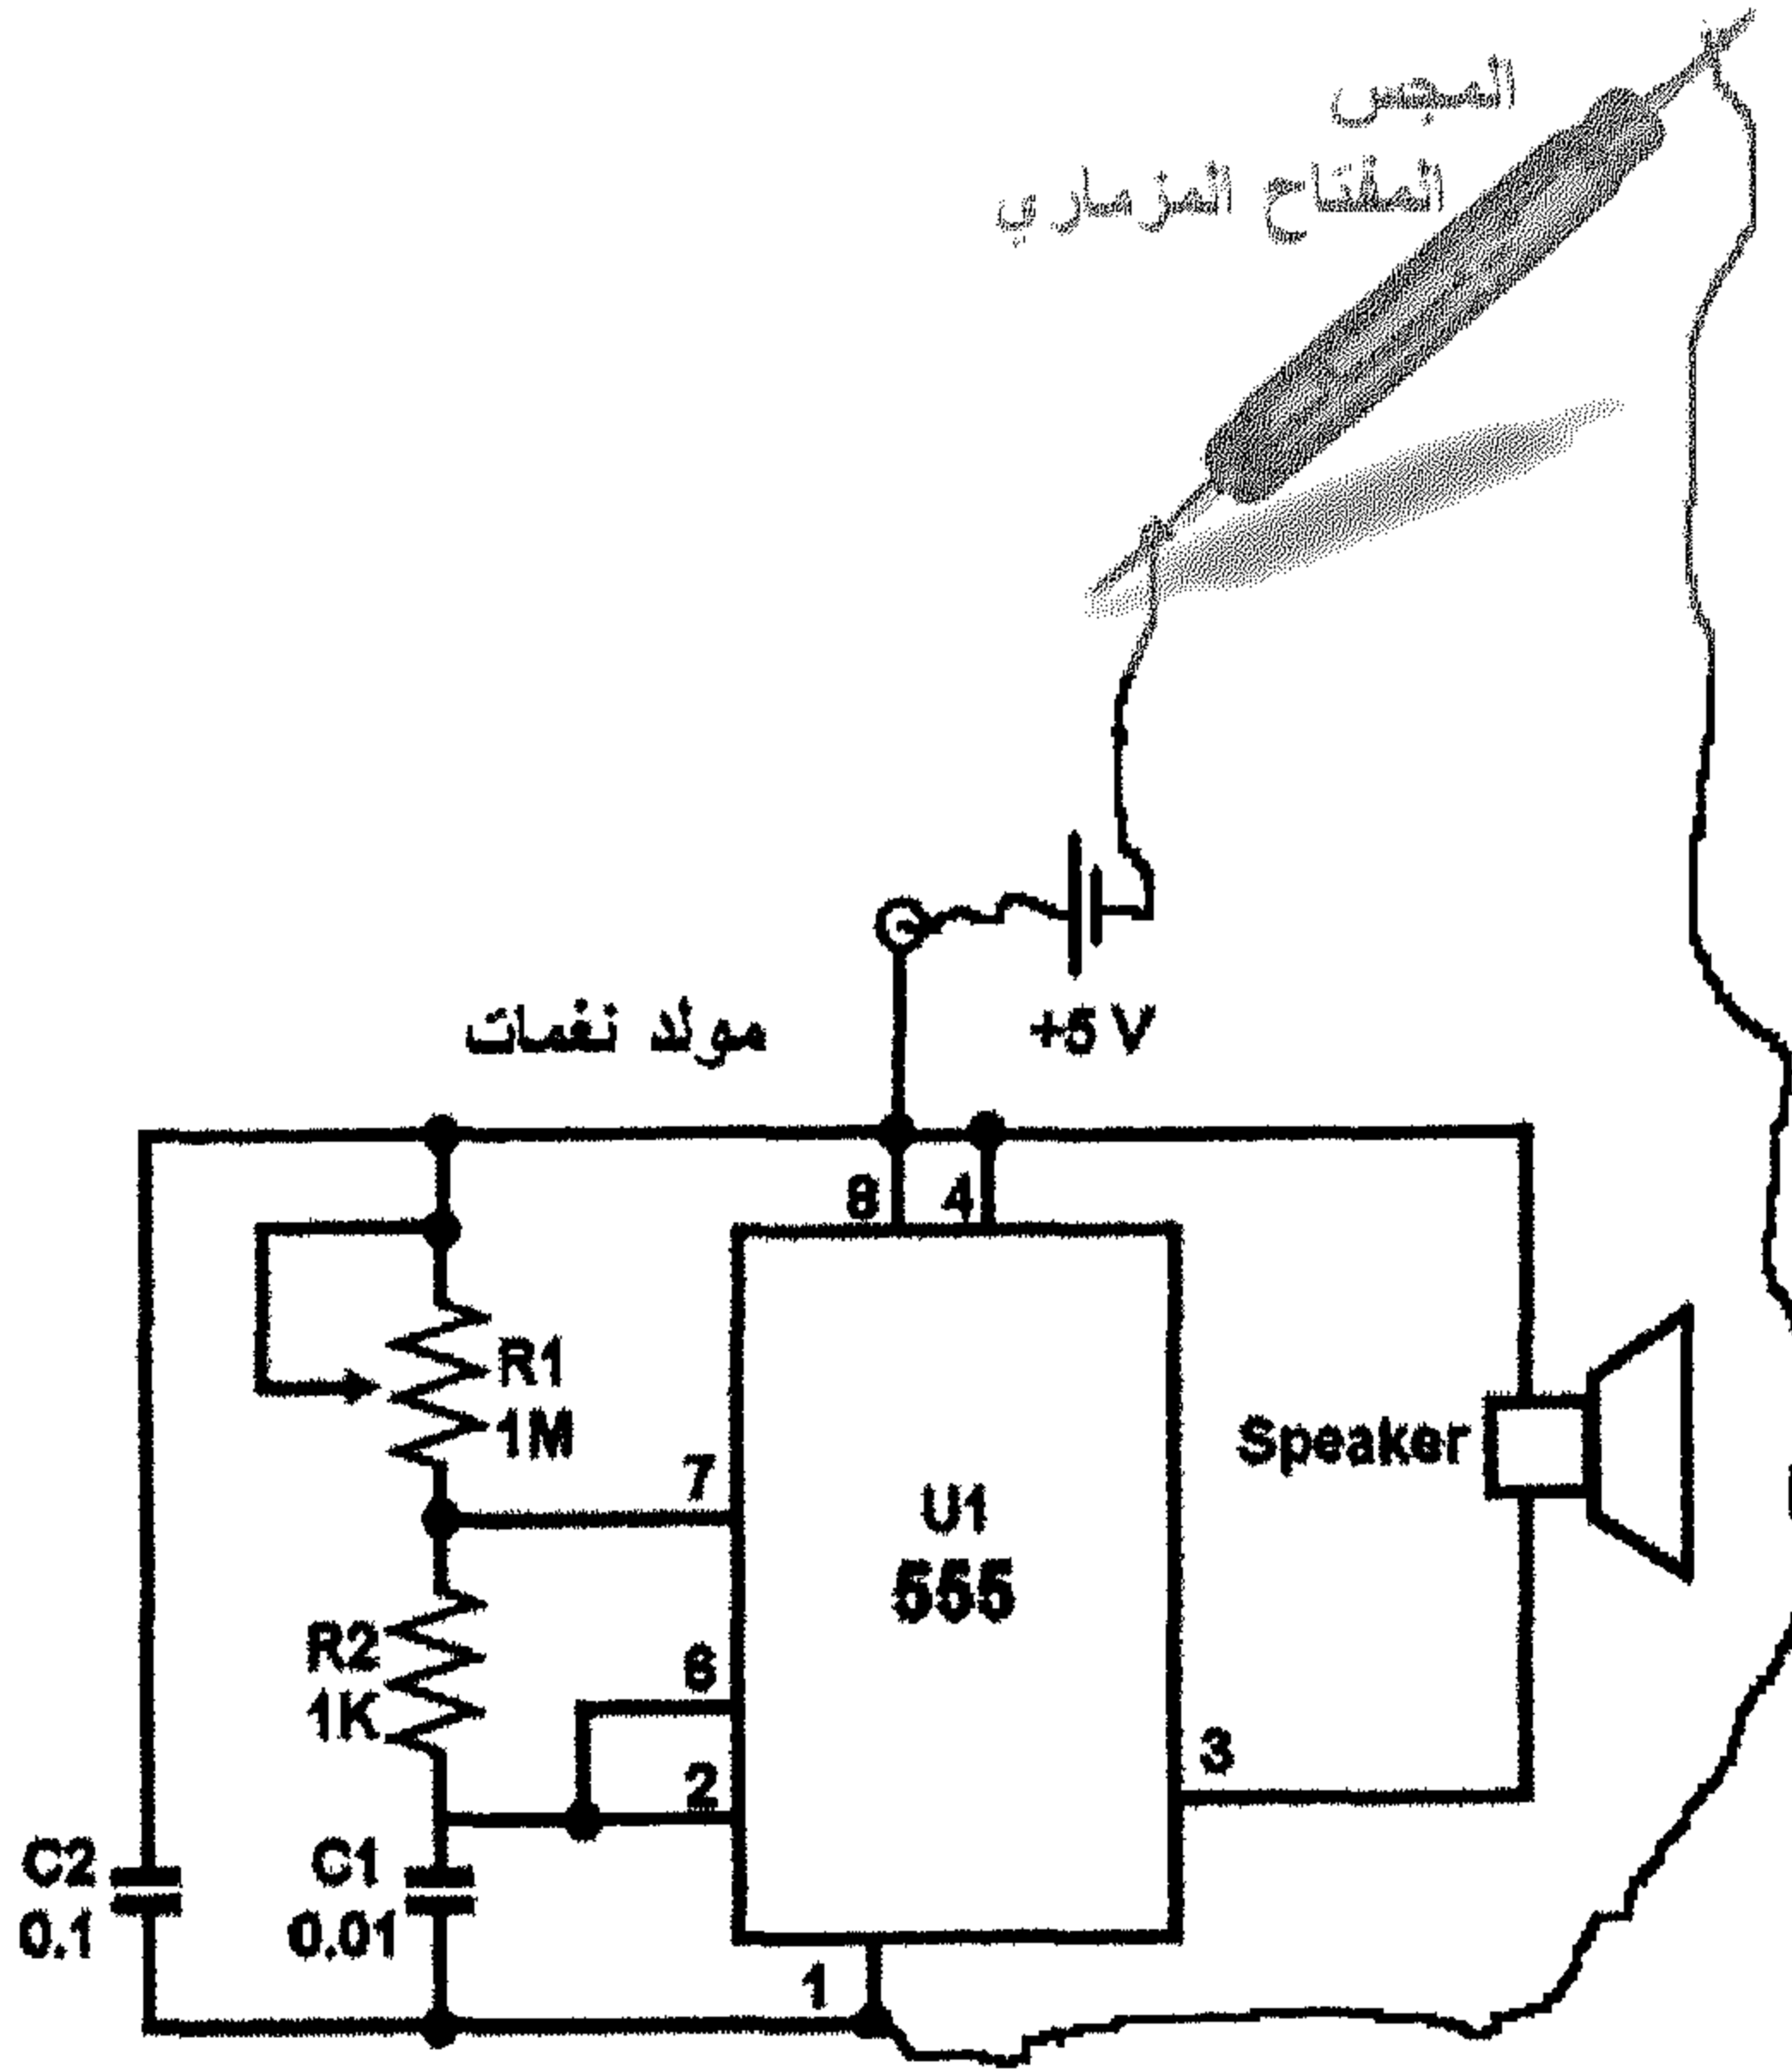 المجس
المفتاح المزماري
+5 V
مولد نغمات
8
4
R1
1M
7
U1
555
Speaker
R2
1K
6
2
3
C2
0.1
C1
0.01
1